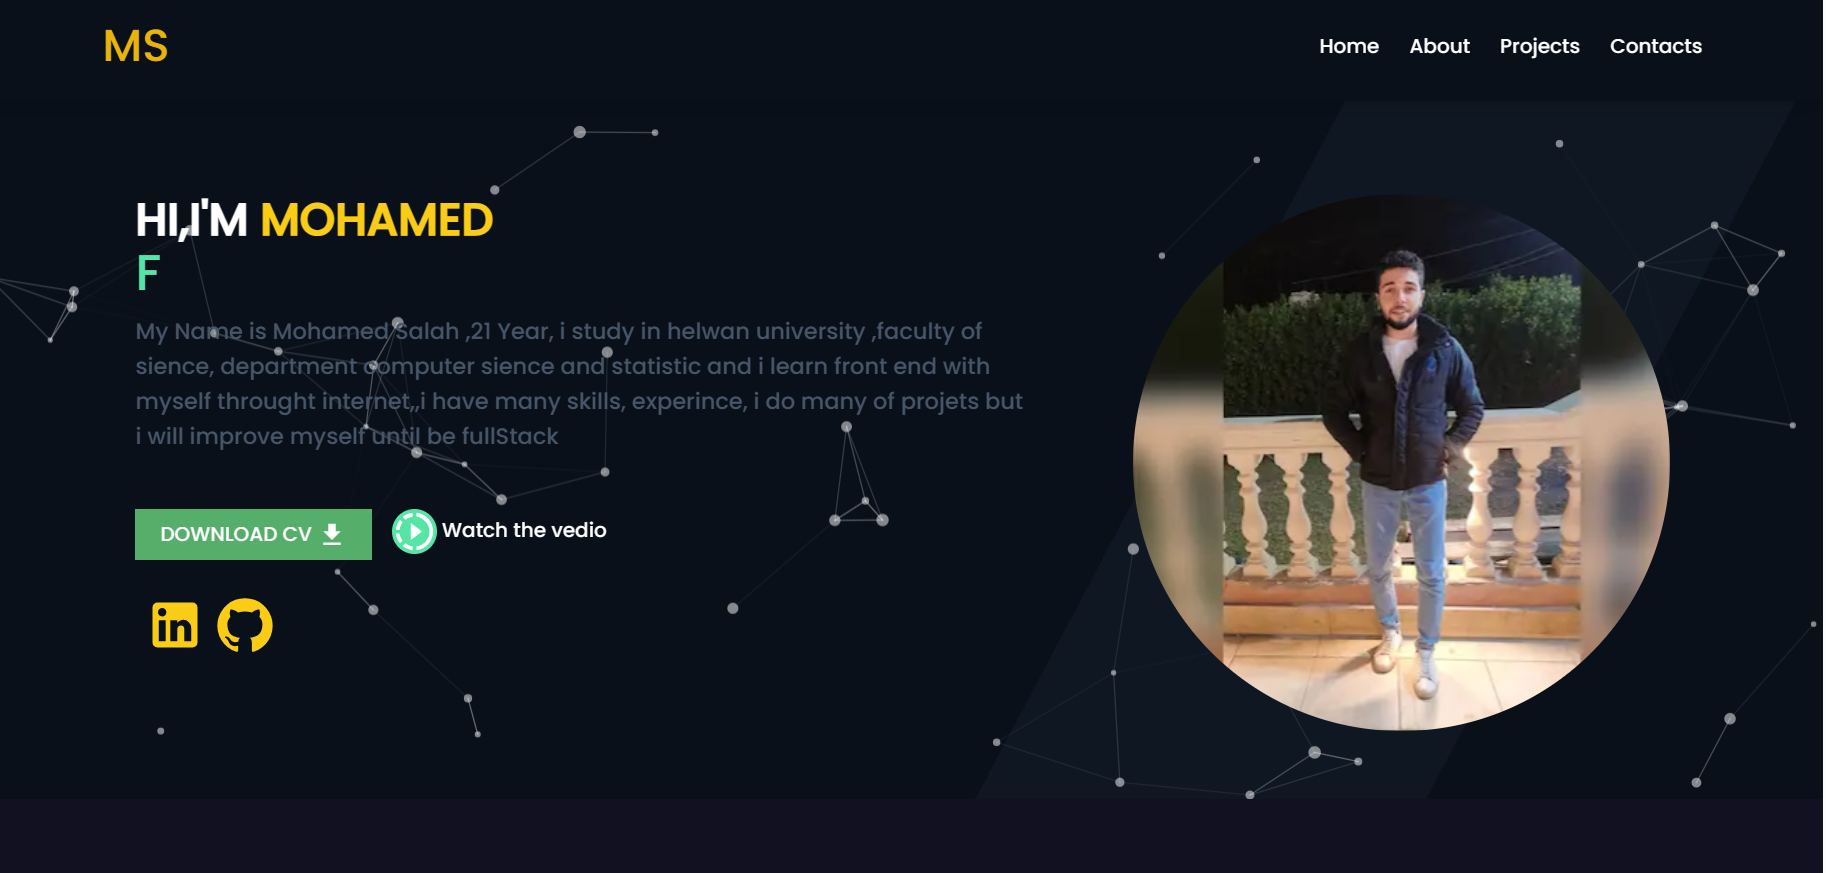 MS
Home About Projects Contacts
HI,I'M MOHAMED
F
My Name is Mohamed Salah ,21 Year, i study in helwan university ,faculty of
sience, department computer sience and statistic and i learn front end with
myself throught internet,,i have many skills, experince, i do many of projets but
i will improve myself until be fullStack
DOWNLOAD CV
Watch the vedio
in